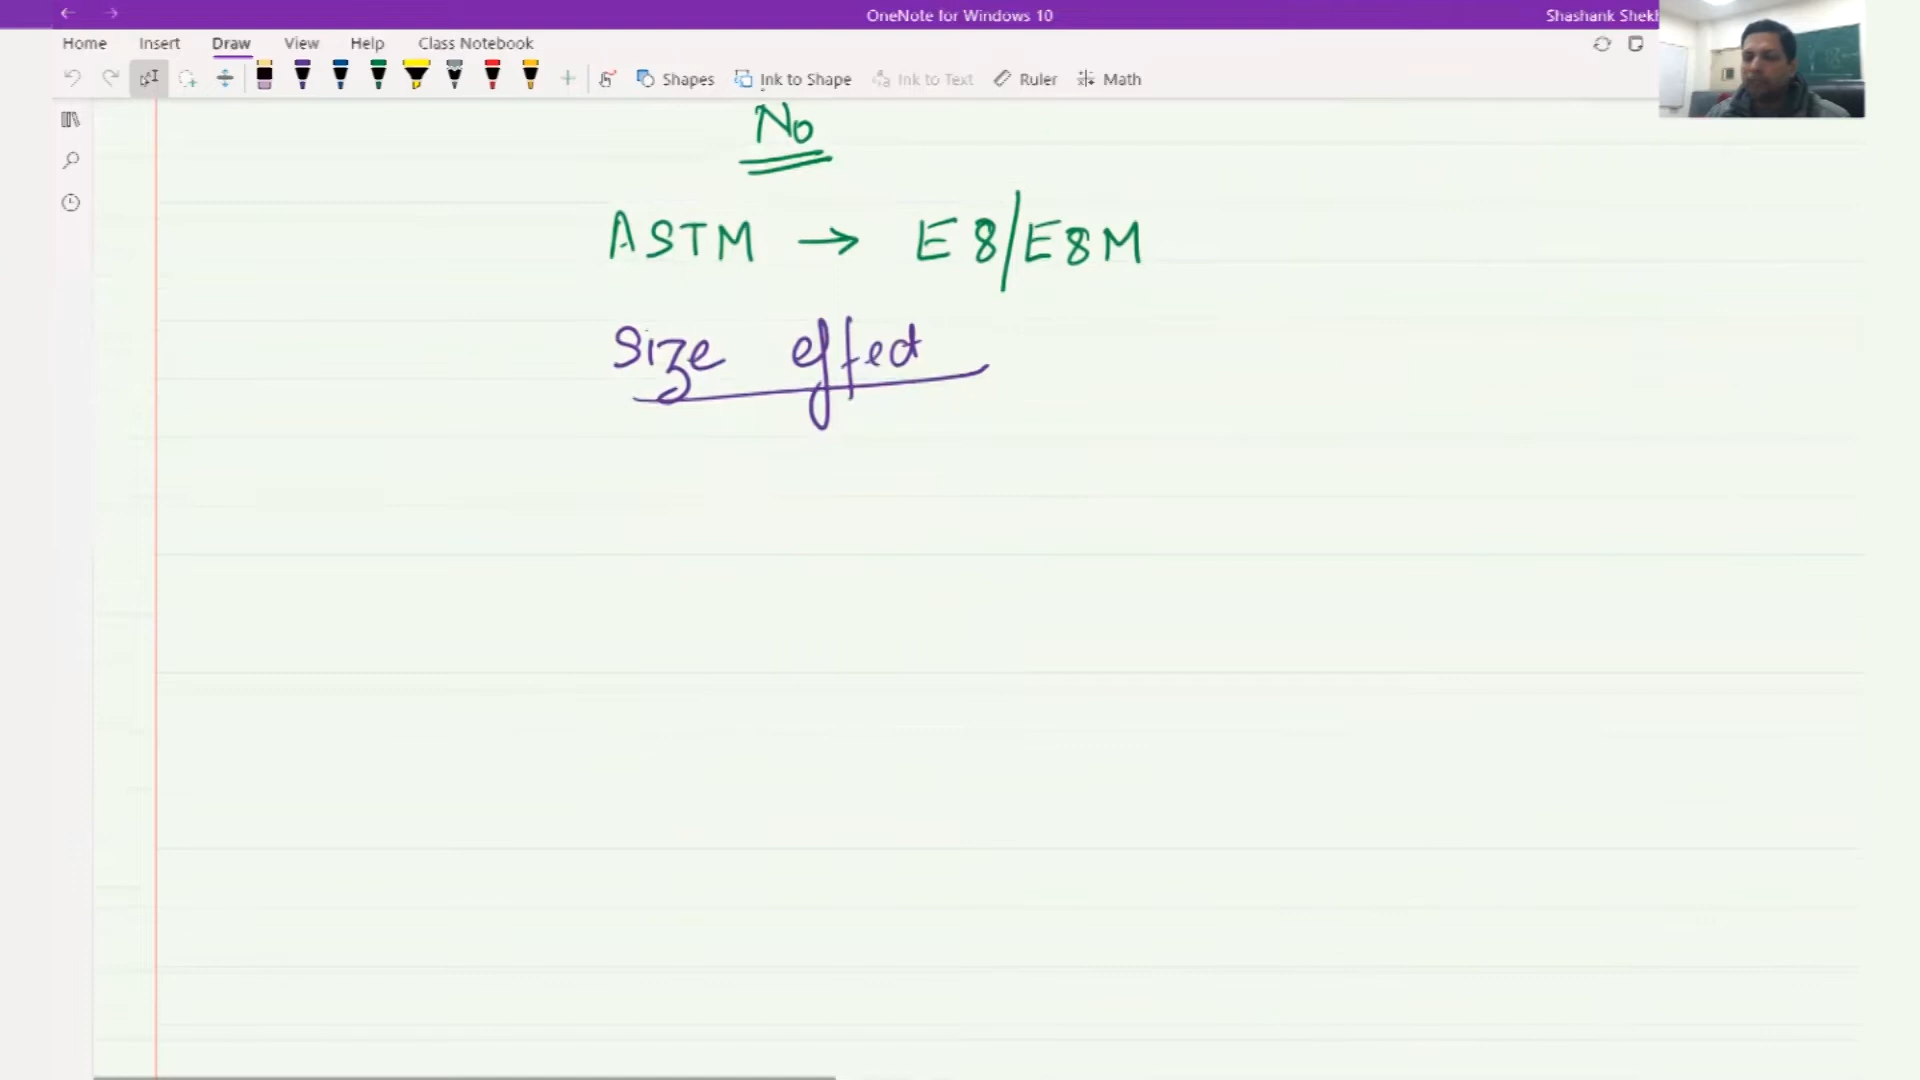 OneNote for Windows 10
Shashank Shekh
Home Insert Draw View Help Class Notebook
Shapes Ink to Shape Ink to Text Ruler Math
No
ASTM → E8/E8M
Size effect